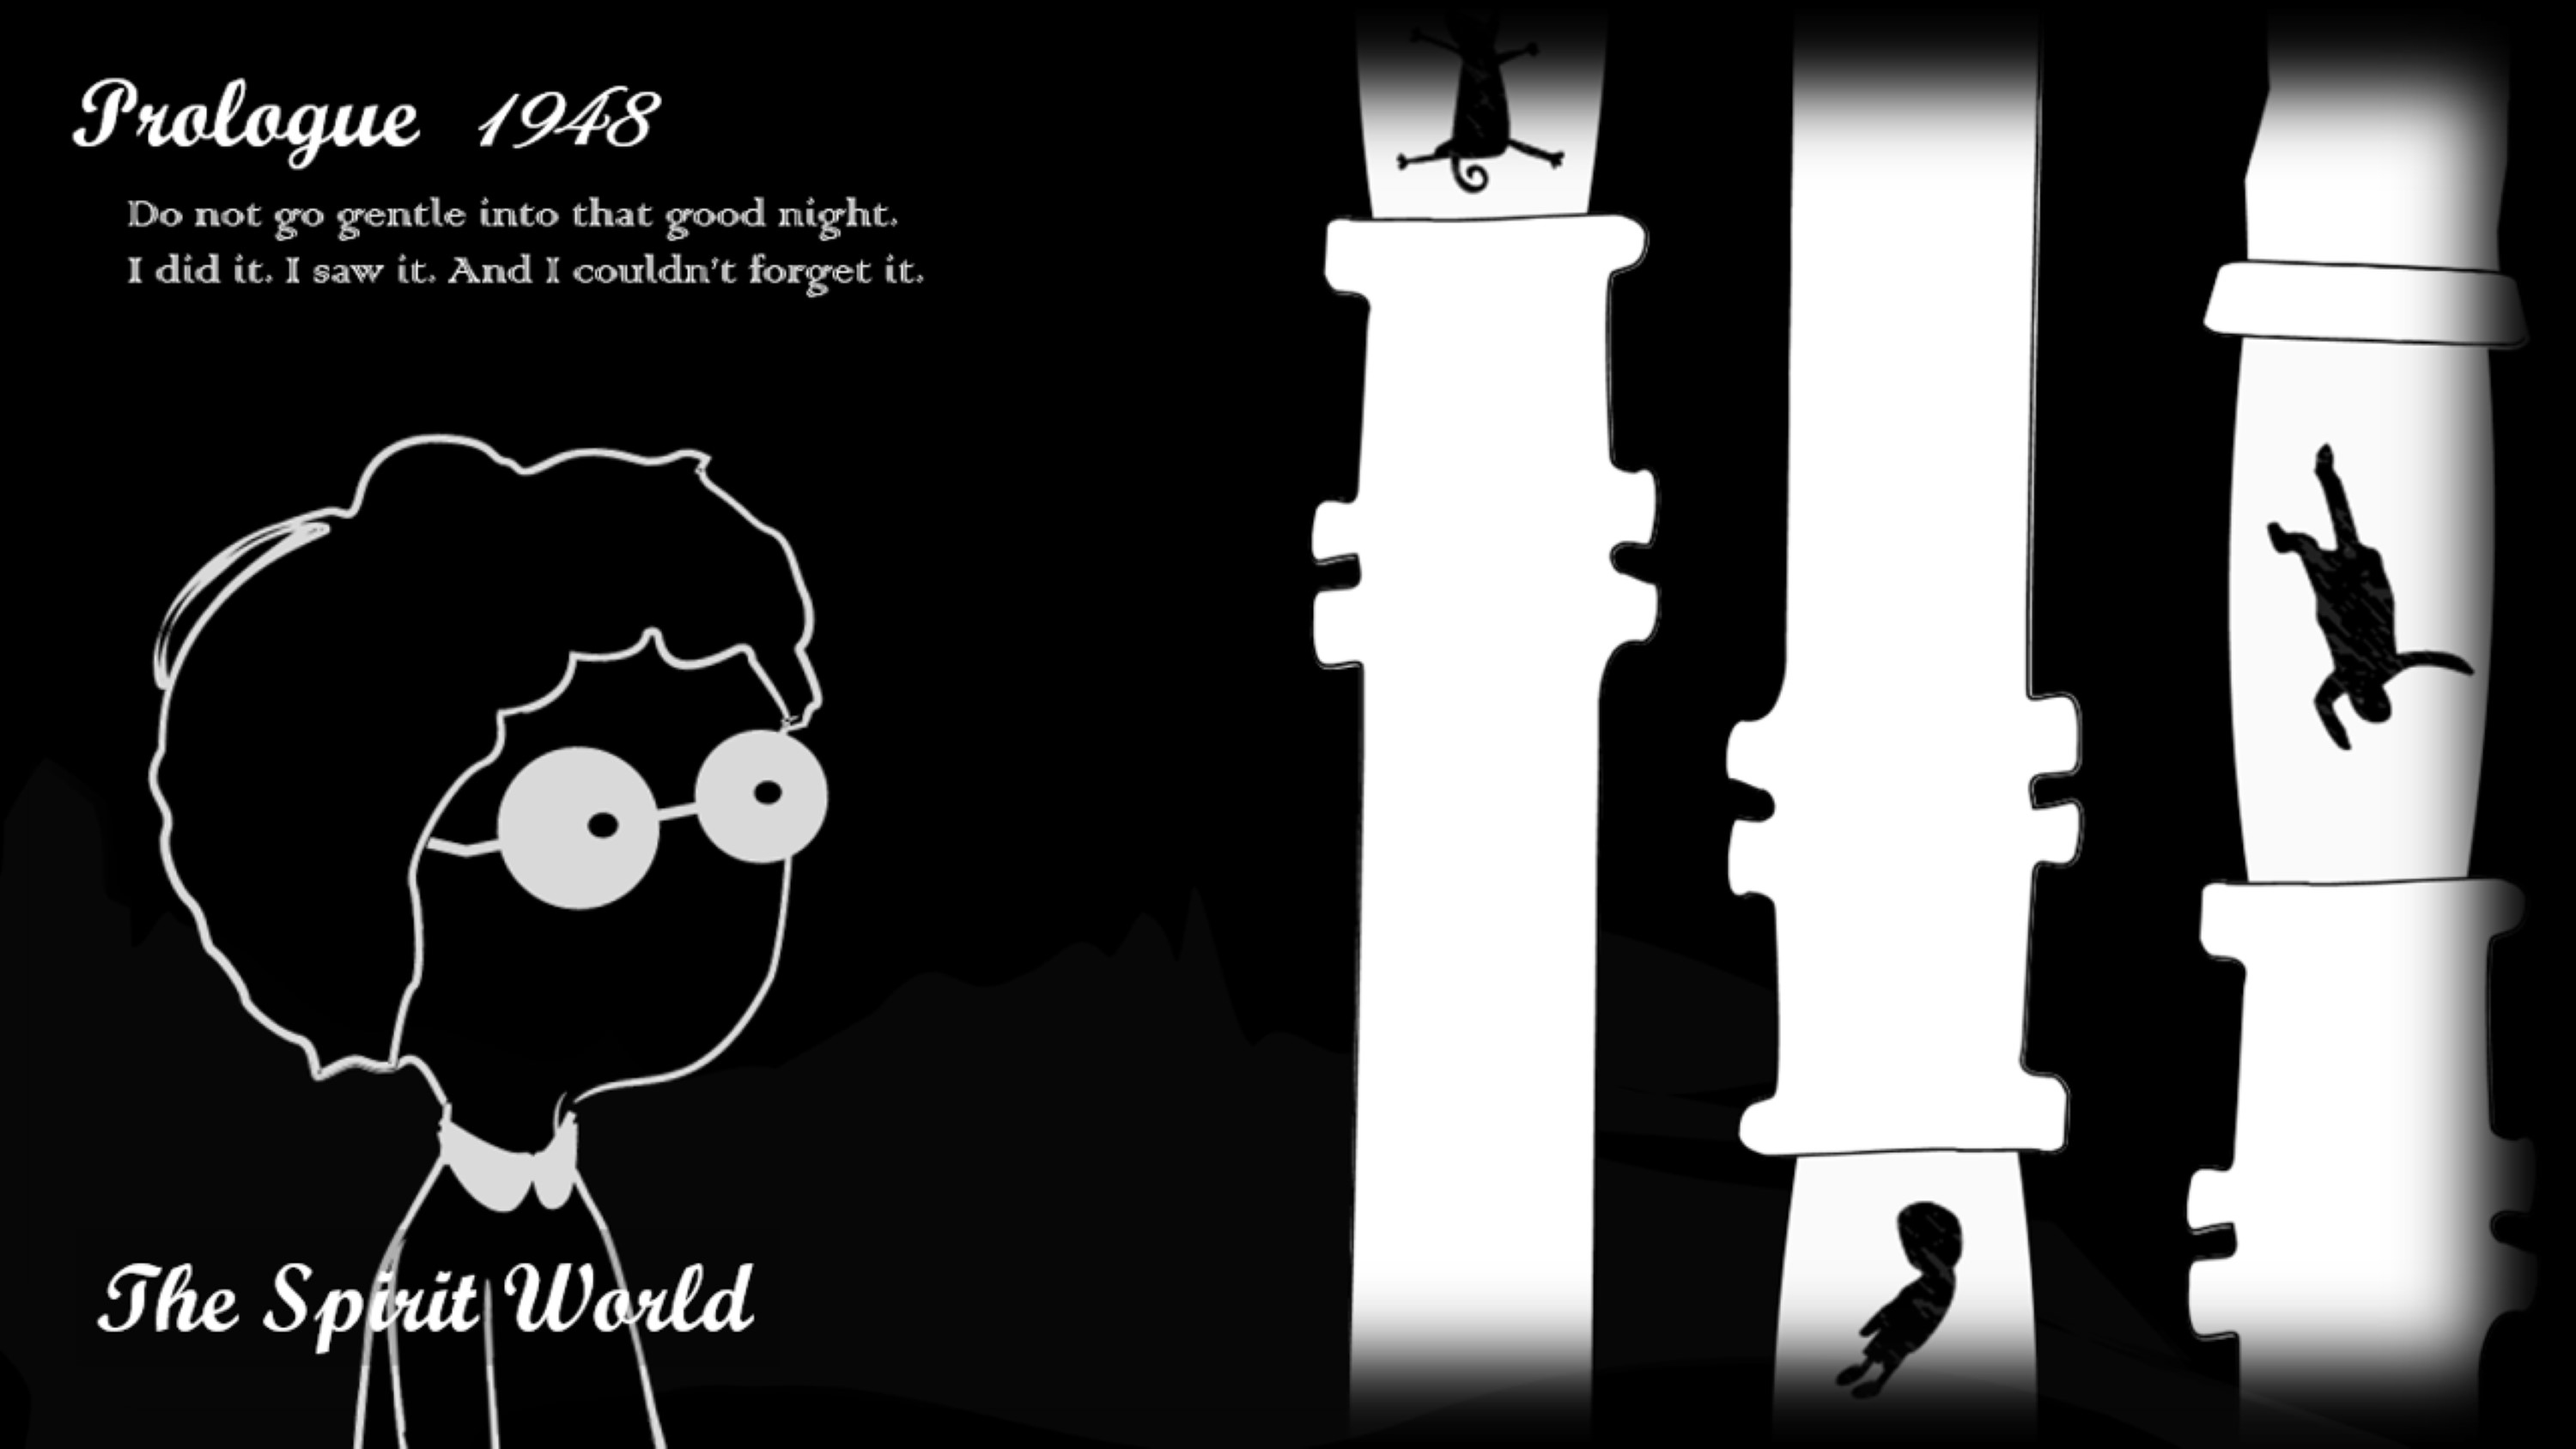 Prologue 1948
Do not go gentle into that good night.
I did it. I saw it. And I couldn't forget it.
The Spirit World